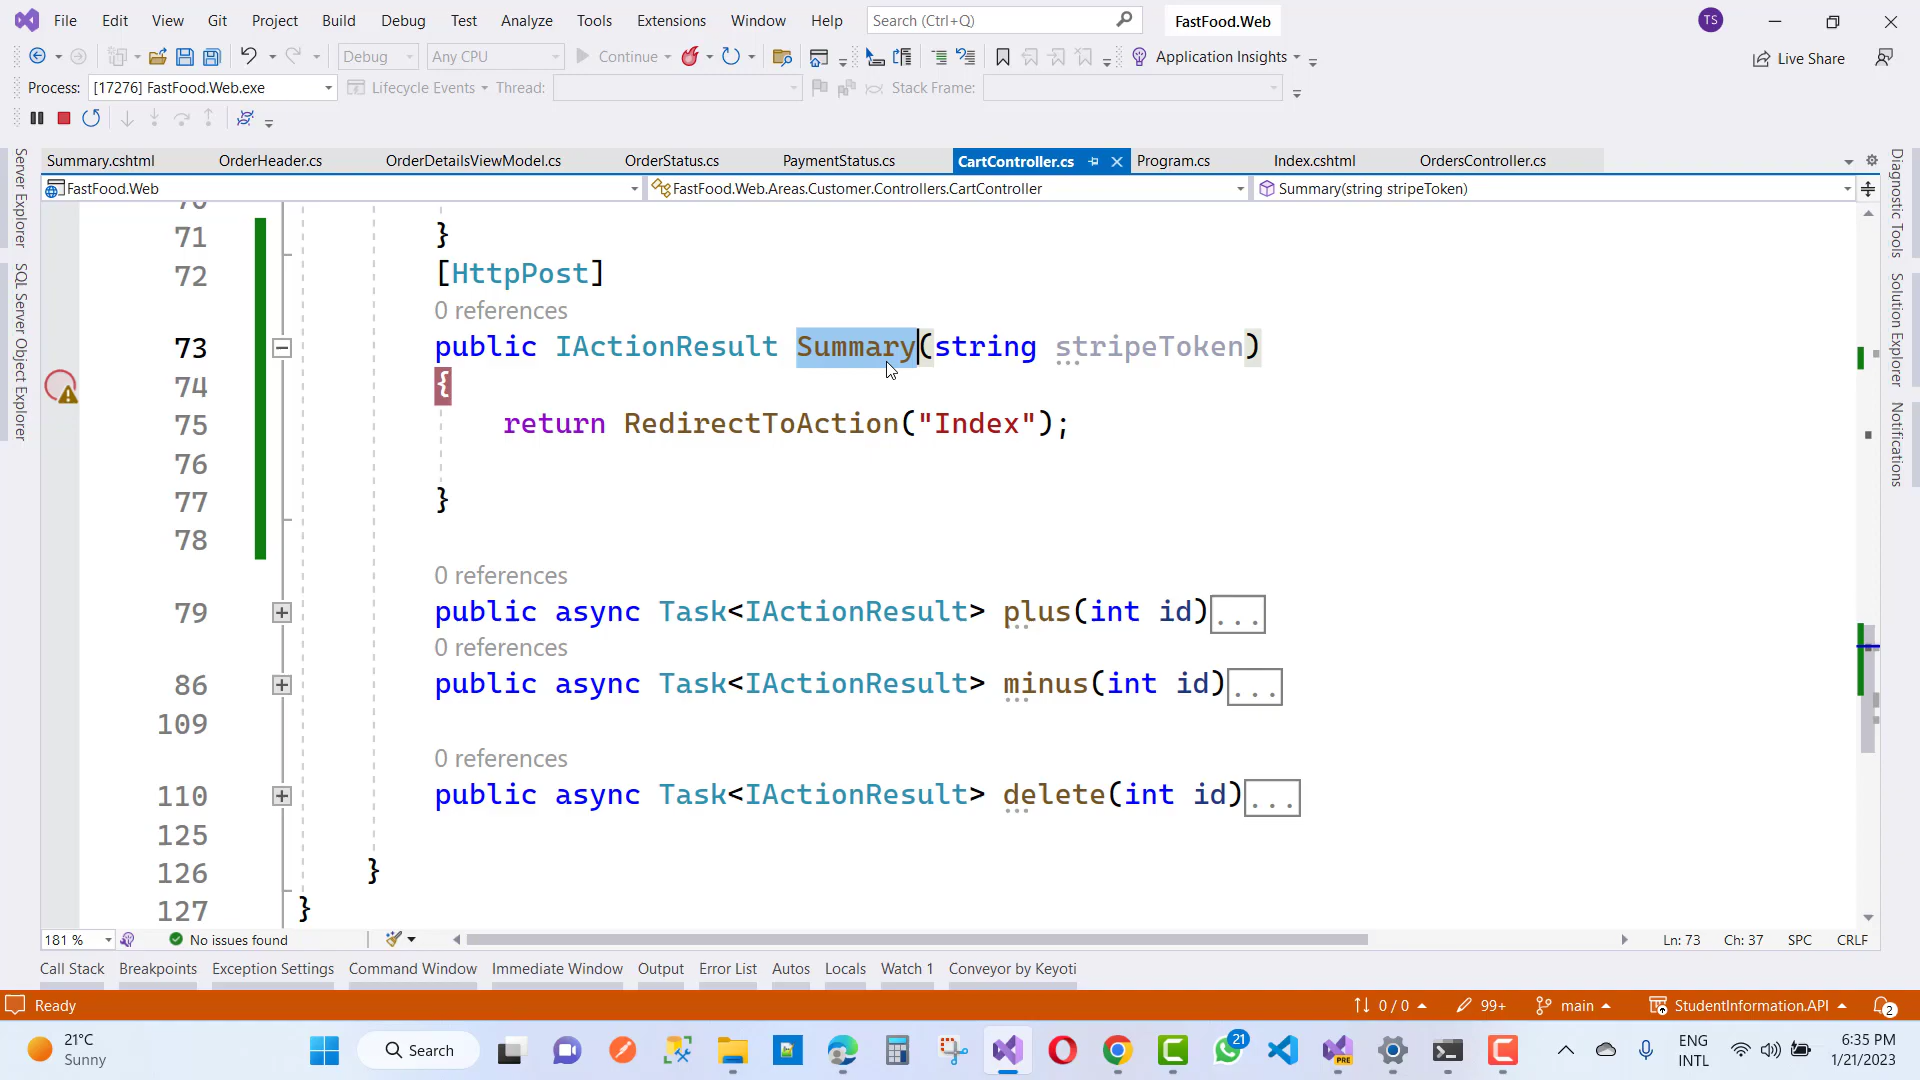 File Edit View Git Project Build Debug Test Analyze Tools Extensions Window Help Search (Ctrl+Q) FastFood.Web TS
Debug Any CPU Continue Application Insights Live Share
Process: [17276] FastFood.Web.exe Lifecycle Events Thread: Stack Frame:
Server Explorer
SQL Server Object Explorer
Summary.cshtml OrderHeader.cs OrderDetailsViewModel.cs OrderStatus.cs PaymentStatus.cs CartController.cs Program.cs Index.cshtml OrdersController.cs
FastFood.Web FastFood.Web.Areas.Customer.Controllers.CartController Summary(string stripeToken)
71 }
72 [HttpPost]
0 references
73 public IActionResult Summary(string stripeToken)
74 {
75 return RedirectToAction("Index");
76
77 }
78
0 references
79 public async Task<IActionResult> plus(int id)...
0 references
86 public async Task<IActionResult> minus(int id)...
109
0 references
110 public async Task<IActionResult> delete(int id)...
125
126 }
127 }
Diagnostic Tools
Solution Explorer
Notifications
181 % No issues found Ln: 73 Ch: 37 SPC CRLF
Call Stack Breakpoints Exception Settings Command Window Immediate Window Output Error List Autos Locals Watch 1 Conveyor by Keyoti
Ready 0 / 0 99+ main StudentInformation.API 2
21°C
Sunny
Search
21
PRE
ENG
INTL
6:35 PM
1/21/2023